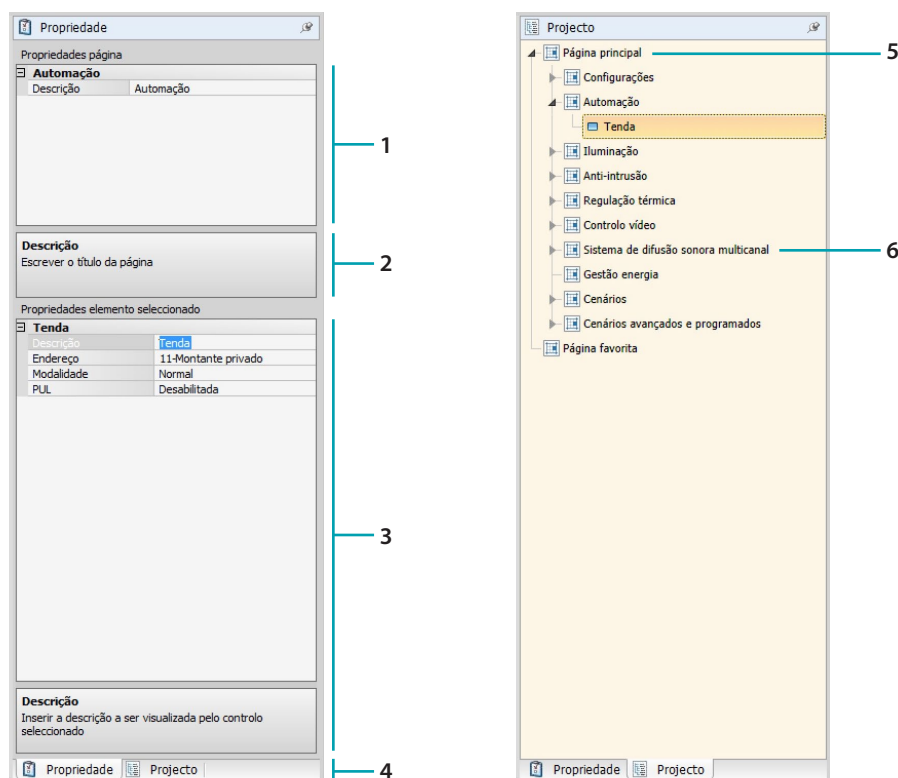 Propriedade
Propriedades página
Automação
Descrição Automação
1
Descrição
Escrever o título da página
2
Propriedades elemento seleccionado
Tenda
Descrição Tenda
Endereço 11-Montante privado
Modalidade Normal
PUL Desabilitada
3
Descrição
Inserir a descrição a ser visualizada pelo controlo
seleccionado
Propriedade Projecto
4
Projecto
Página principal
5
Configurações
Automação
Tenda
Iluminação
Anti-intrusão
Regulação térmica
Controlo vídeo
Sistema de difusão sonora multicanal
6
Gestão energia
Cenários
Cenários avançados e programados
Página favorita
Propriedade Projecto